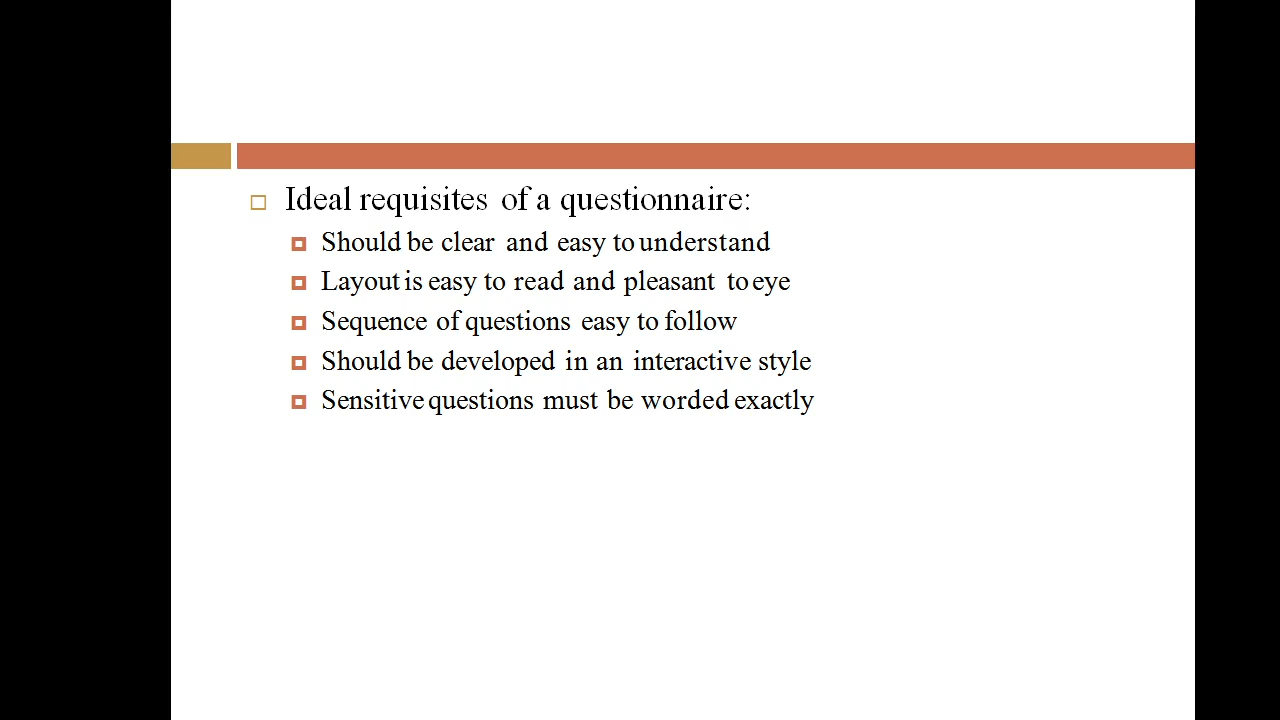 Ideal requisites of a questionnaire:
Should be clear and easy to understand
Layout is easy to read and pleasant to eye
Sequence of questions easy to follow
Should be developed in an interactive style
Sensitive questions must be worded exactly